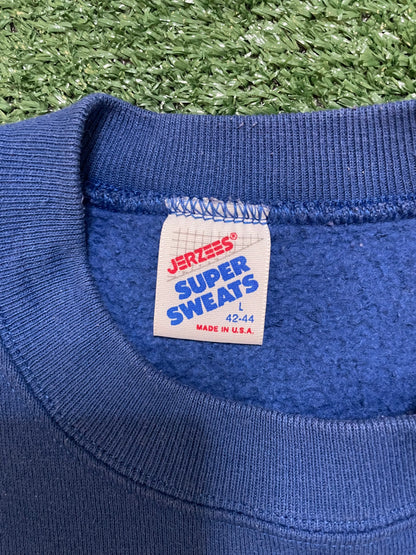 JERZEES®
SUPER
SWEATS
L
42-44
MADE IN U.S.A.